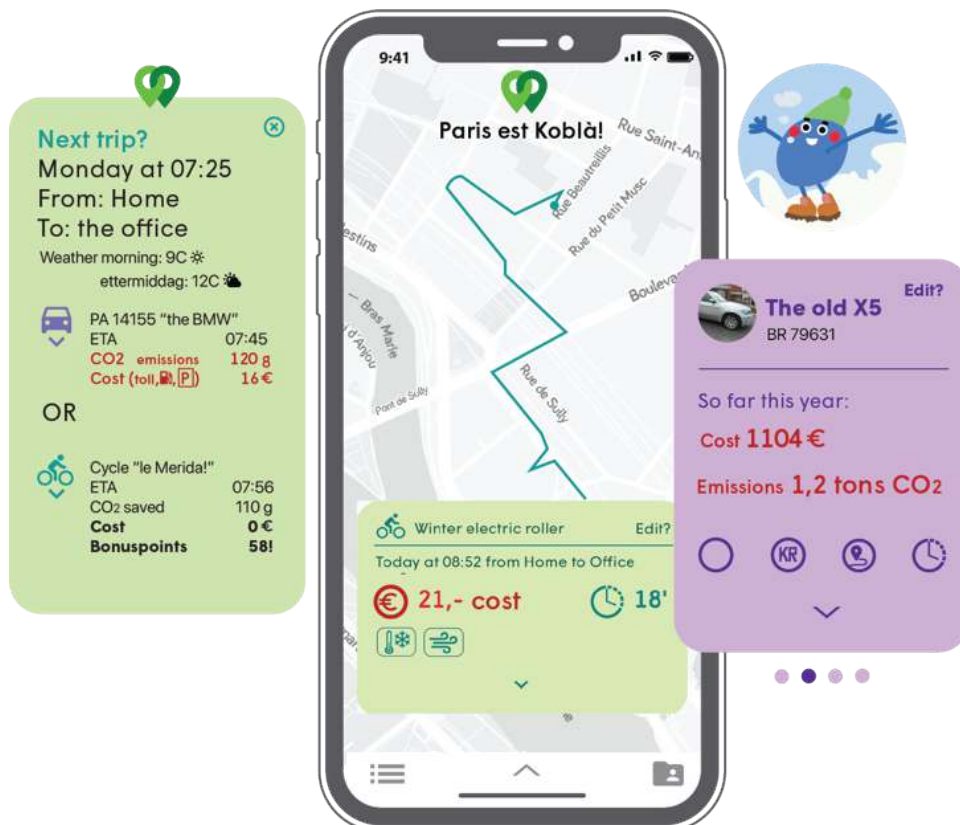 Next trip?
Monday at 07:25
From: Home
To: the office
Weather morning: 9C
ettermiddag: 12C
PA 14155 "the BMW"
ETA 07:45
CO2 emissions 120 g
Cost (toll, P) 16 €
OR
Cycle "le Merida!"
ETA 07:56
CO2 saved 110 g
Cost 0 €
Bonuspoints 58!
9:41
Paris est Koblà!
Rue Saint-An
Rue Beautreillis
Rue du Petit Musc
estins
Bouleva
Bras Marie
d'Anjou
Pont de Sully
Rue de Sully
Winter electric roller Edit?
Today at 08:52 from Home to Office
€ 21,- cost 18'
Edit?
The old X5
BR 79631
So far this year:
Cost 1104 €
Emissions 1,2 tons CO2
KR